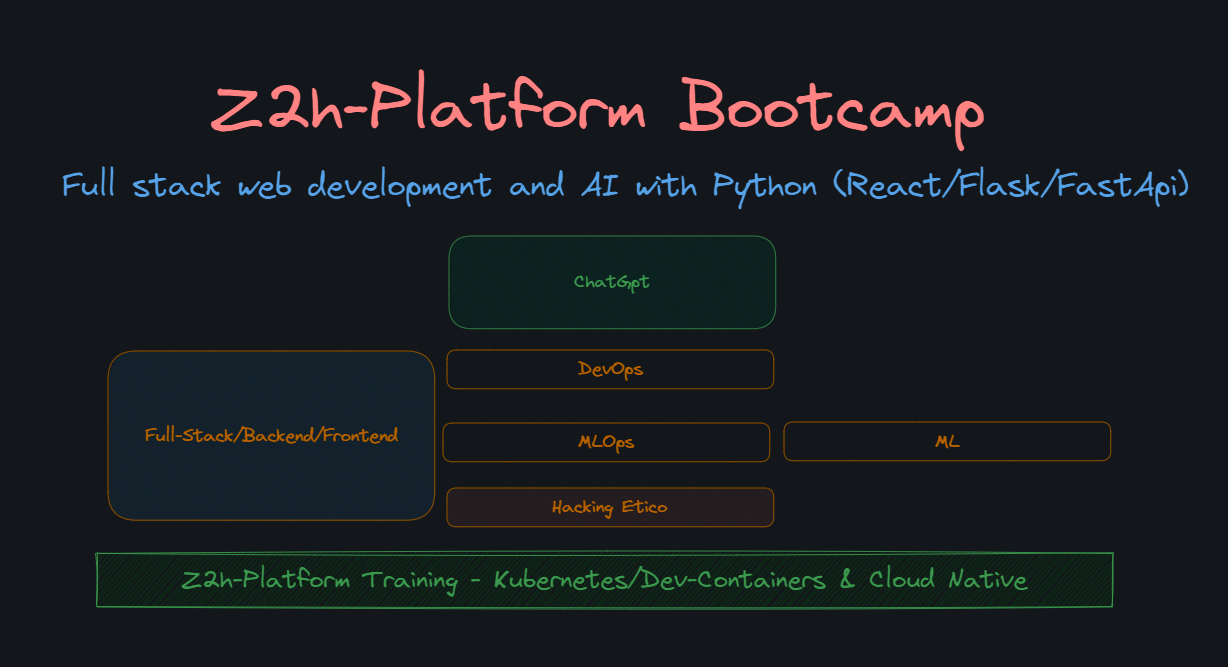 Z2h-Platform Bootcamp
Full stack web development and AI with Python (React/Flask/FastApi)
ChatGpt
DevOps
Full-Stack/Backend/Frontend
MLOps
ML
Hacking Etico
Z2h-Platform Training - Kubernetes/Dev-Containers & Cloud Native